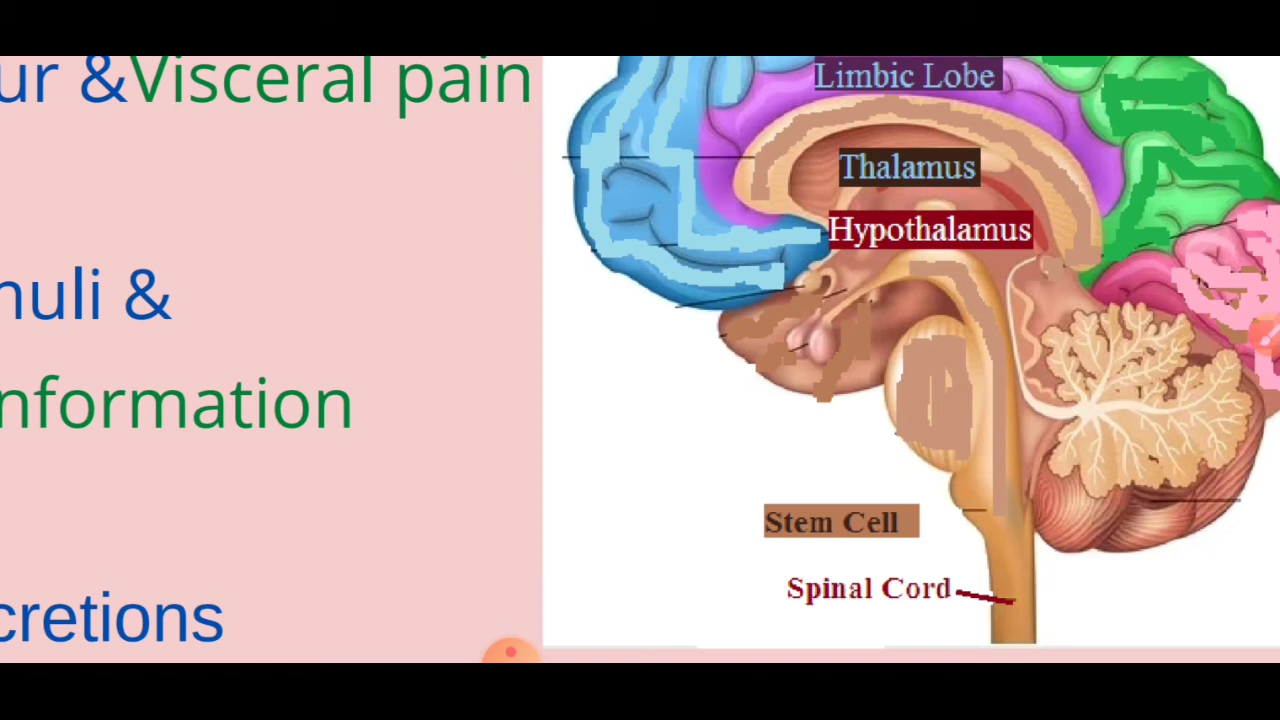 ur &Visceral pain
nuli &
nformation
cretions
Limbic Lobe
Thalamus
Hypothalamus
Stem Cell
Spinal Cord